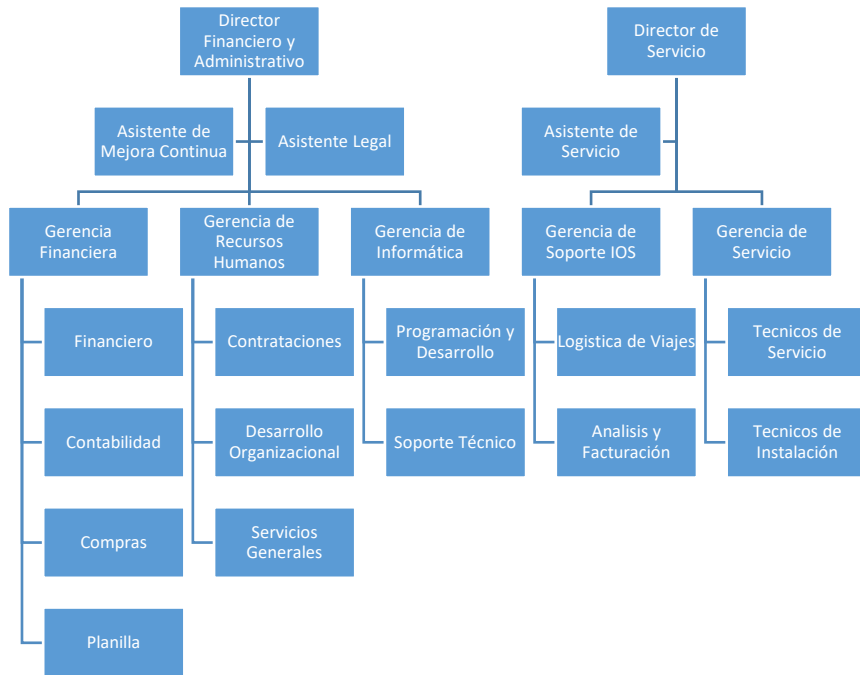 Director
Financiero y
Administrativo
Director de
Servicio
Asistente de
Mejora Continua
Asistente Legal
Asistente de
Servicio
Gerencia
Financiera
Gerencia de
Recursos
Humanos
Gerencia de
Informática
Gerencia de
Soporte IOS
Gerencia de
Servicio
Financiero
Contrataciones
Programación y
Desarrollo
Logistica de Viajes
Tecnicos de
Servicio
Contabilidad
Desarrollo
Organizacional
Soporte Técnico
Analisis y
Facturación
Tecnicos de
Instalación
Compras
Servicios
Generales
Planilla